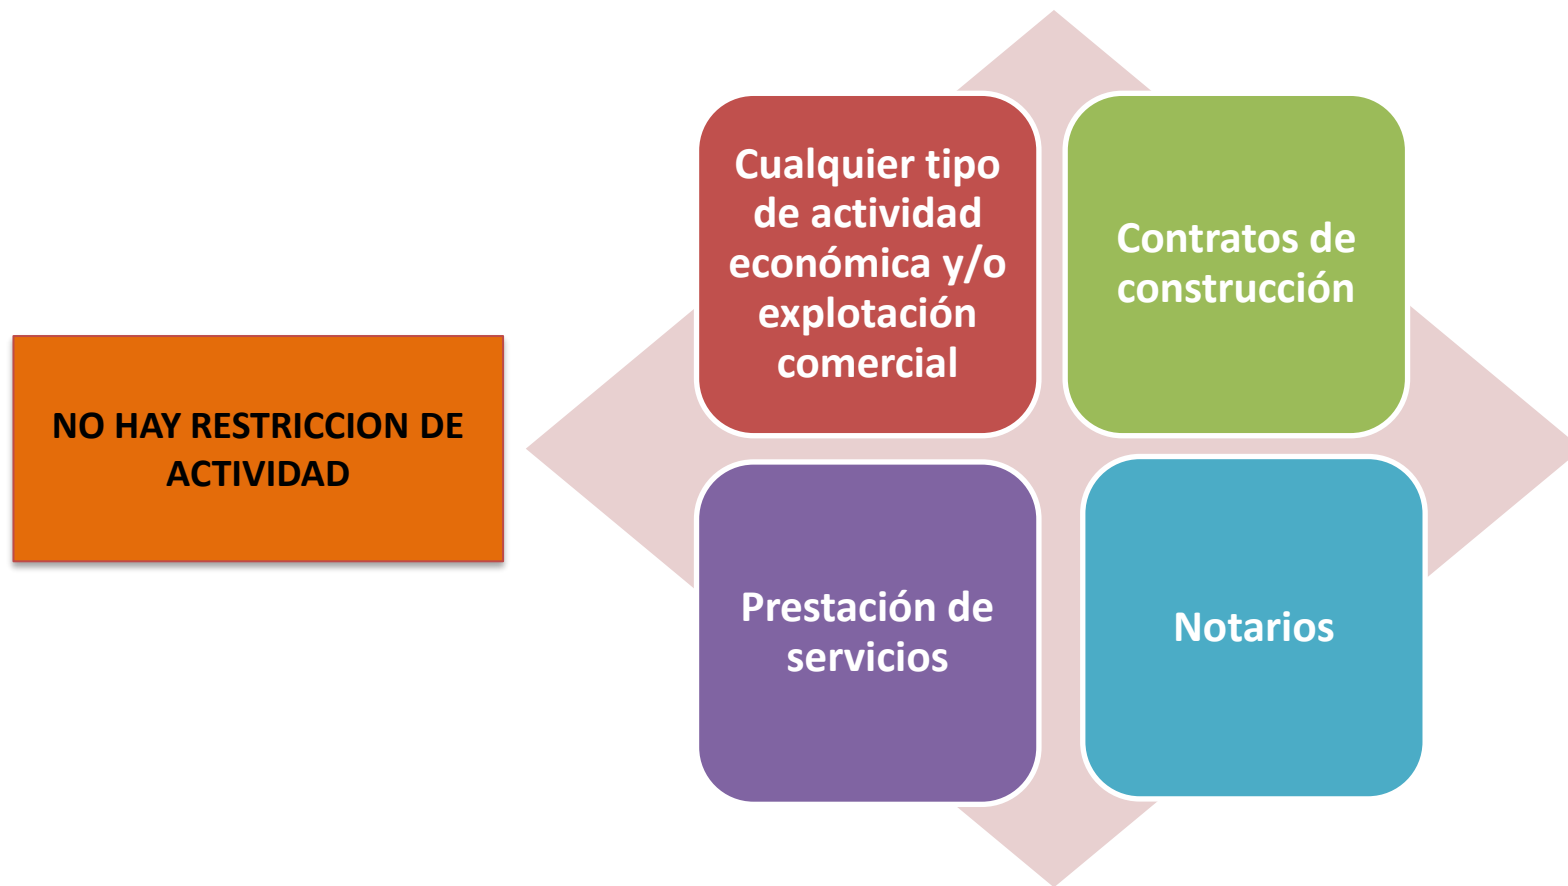 NO HAY RESTRICCION DE
ACTIVIDAD
Cualquier tipo
de actividad
económica y/o
explotación
comercial
Contratos de
construcción
Prestación de
servicios
Notarios